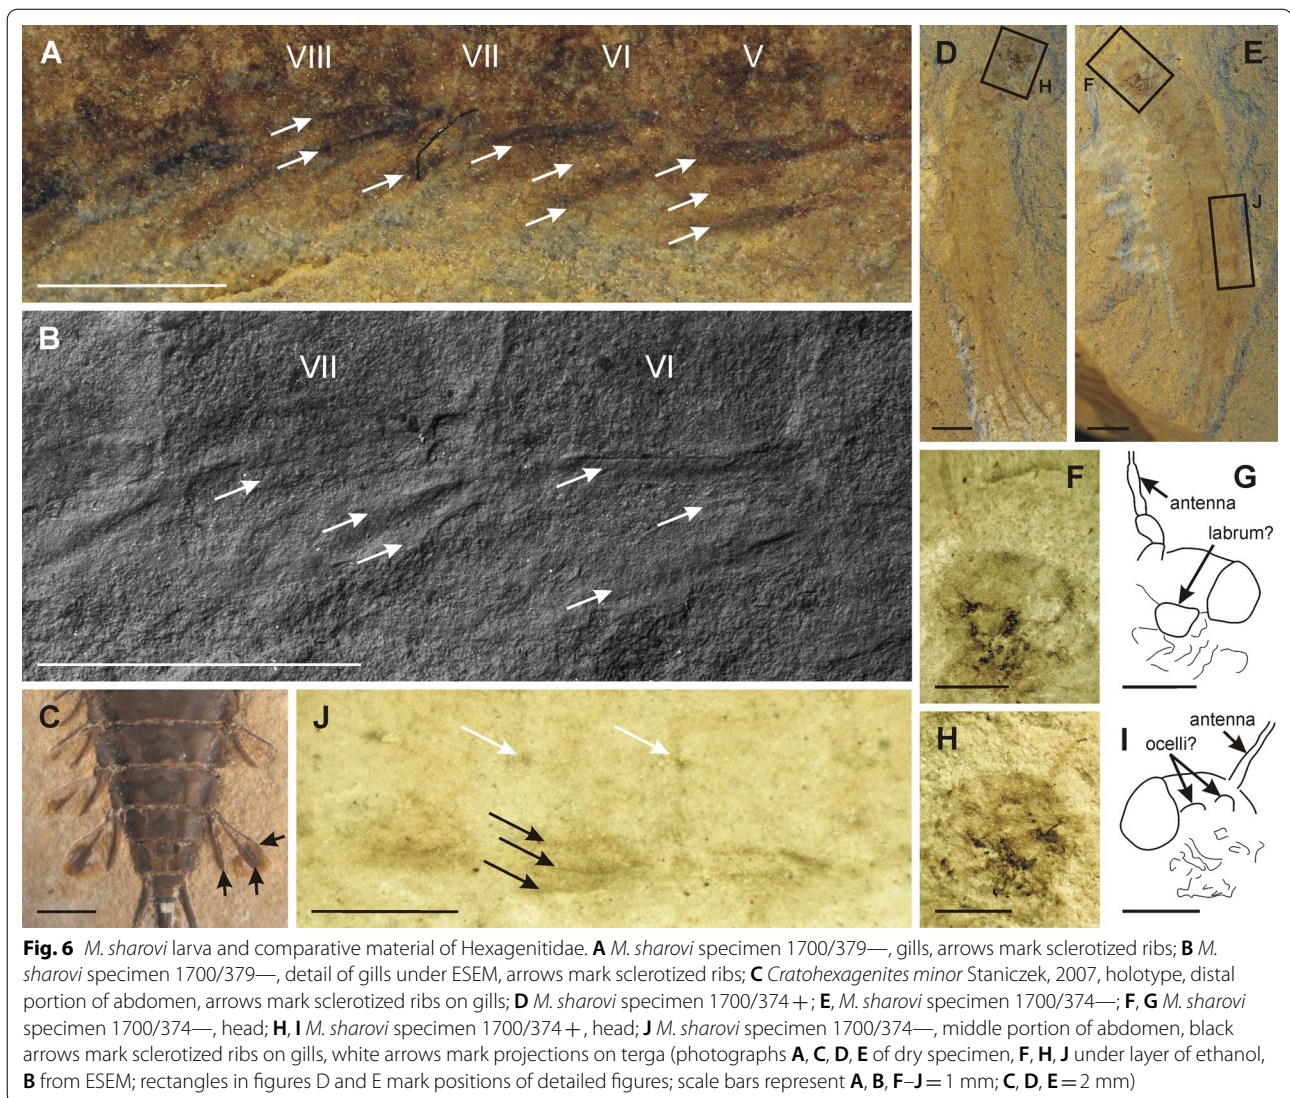 A
VIII
VII
VI
V
D
H
E
F
J
B
VII
VI
F
G
antenna
labrum?
C
J
H
I
antenna
ocelli?
Fig. 6 M. sharovi larva and comparative material of Hexagenitidae. A M. sharovi specimen 1700/379—, gills, arrows mark sclerotized ribs; B M.
sharovi specimen 1700/379—, detail of gills under ESEM, arrows mark sclerotized ribs; C Cratohexagenites minor Staniczek, 2007, holotype, distal
portion of abdomen, arrows mark sclerotized ribs on gills; D M. sharovi specimen 1700/374+; E, M. sharovi specimen 1700/374—; F, G M. sharovi
specimen 1700/374—, head; H, I M. sharovi specimen 1700/374+, head; J M. sharovi specimen 1700/374—, middle portion of abdomen, black
arrows mark sclerotized ribs on gills, white arrows mark projections on terga (photographs A, C, D, E of dry specimen, F, H, J under layer of ethanol,
B from ESEM; rectangles in figures D and E mark positions of detailed figures; scale bars represent A, B, F–J = 1 mm; C, D, E = 2 mm)